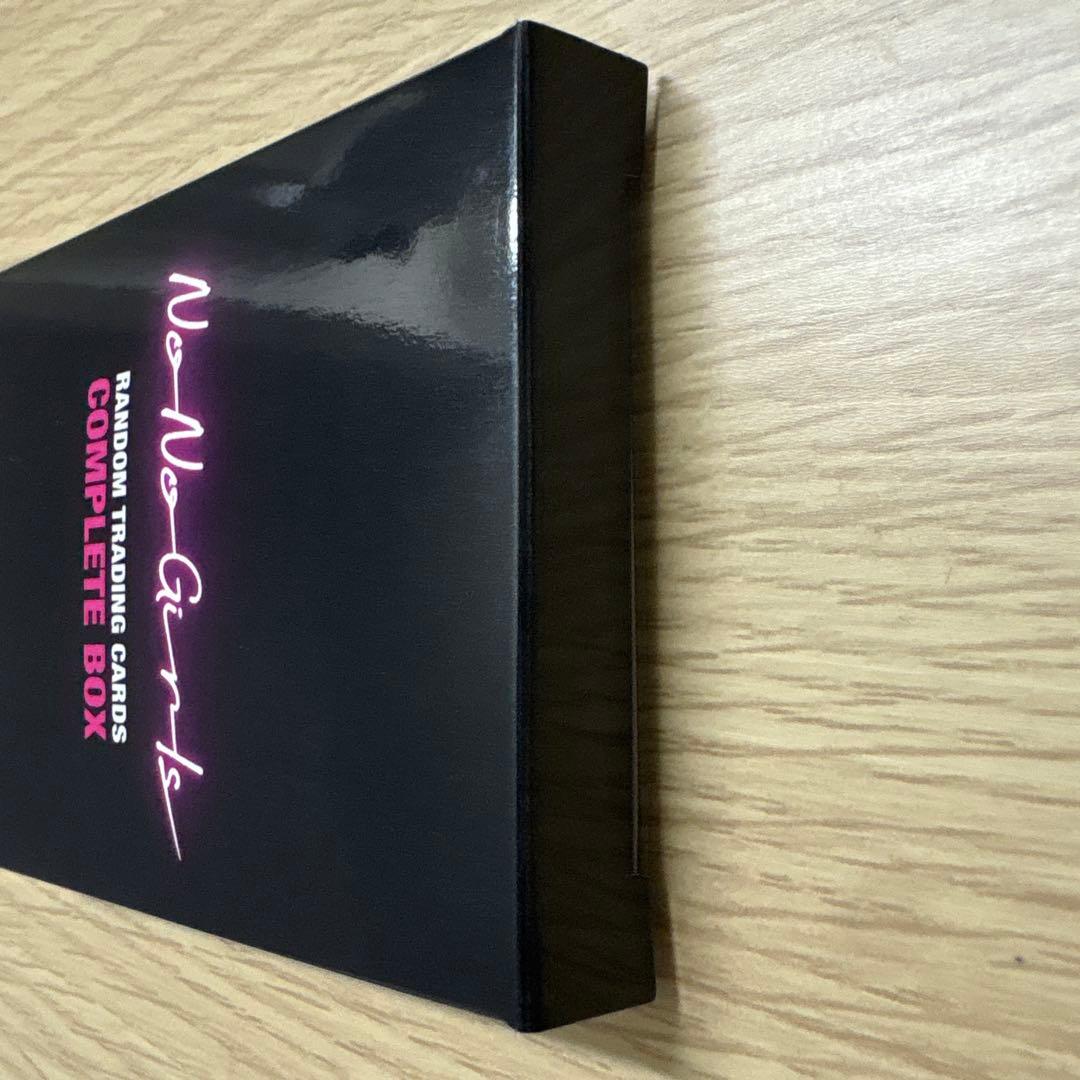 No No Girls
RANDOM TRADING CARDS
COMPLETE BOX